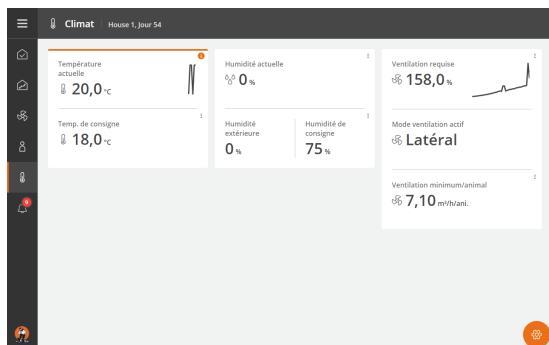 Climat House 1, Jour 54
Température
actuelle
20,0 °C
Temp. de consigne
18,0 °C
Humidité actuelle
0 %
Humidité
extérieure
0 %
Humidité de
consigne
75 %
Ventilation requise
158,0 %
Mode ventilation actif
Latéral
Ventilation minimum/animal
7,10 m³/h/ani.
9